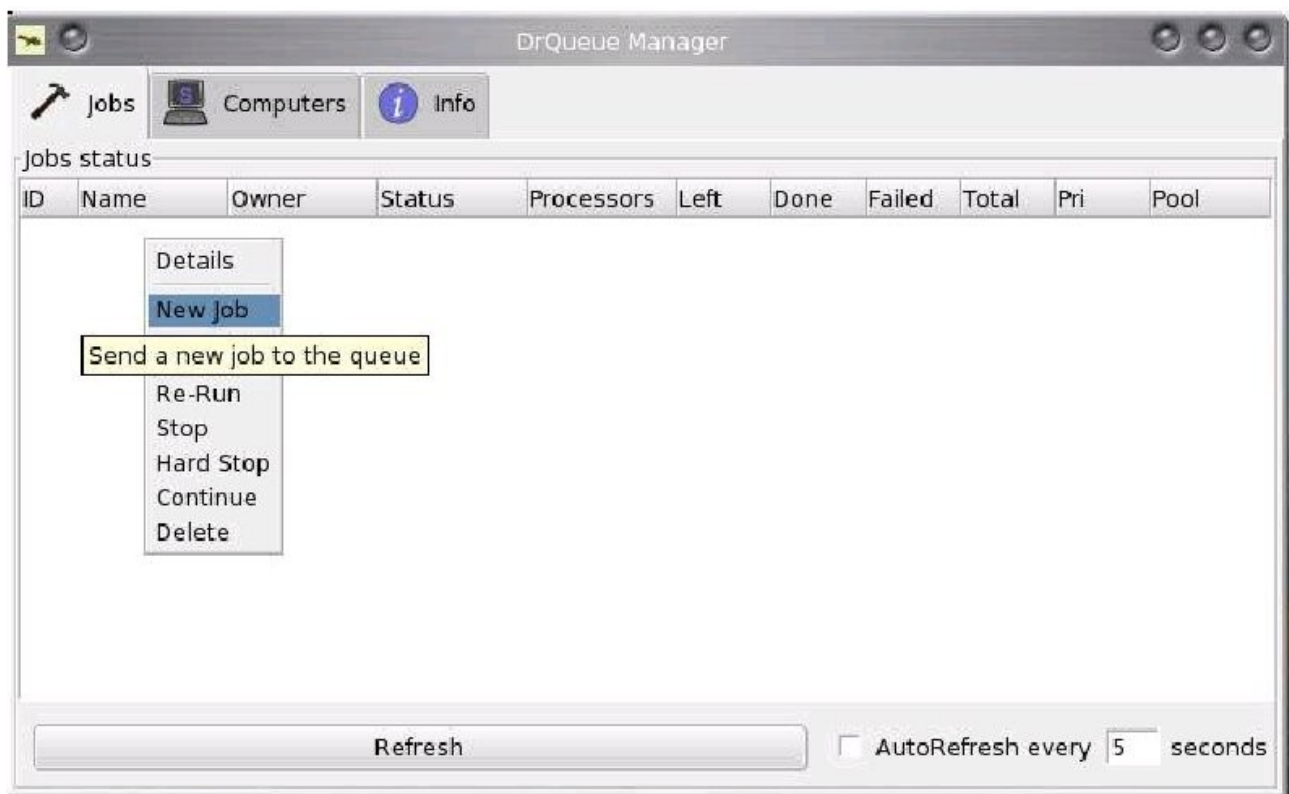 DrQueue Manager
Jobs Computers Info
Jobs status
ID Name Owner Status Processors Left Done Failed Total Pri Pool
Details
New Job
Send a new job to the queue
Re-Run
Stop
Hard Stop
Continue
Delete
Refresh AutoRefresh every 5 seconds